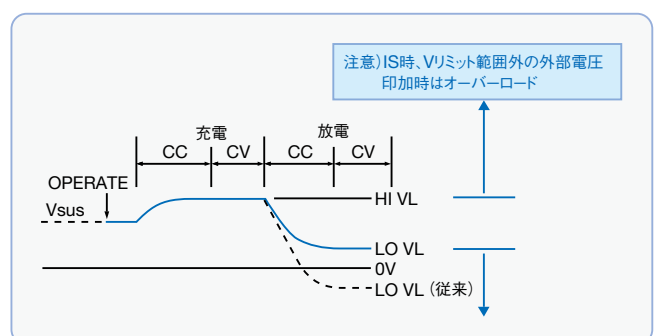 注意)IS時、Vリミット範囲外の外部電圧
印加時はオーバーロード
充電
放電
CC
CV
CC
CV
OPERATE
Vsus
HI VL
LO VL
0V
LO VL (従来)